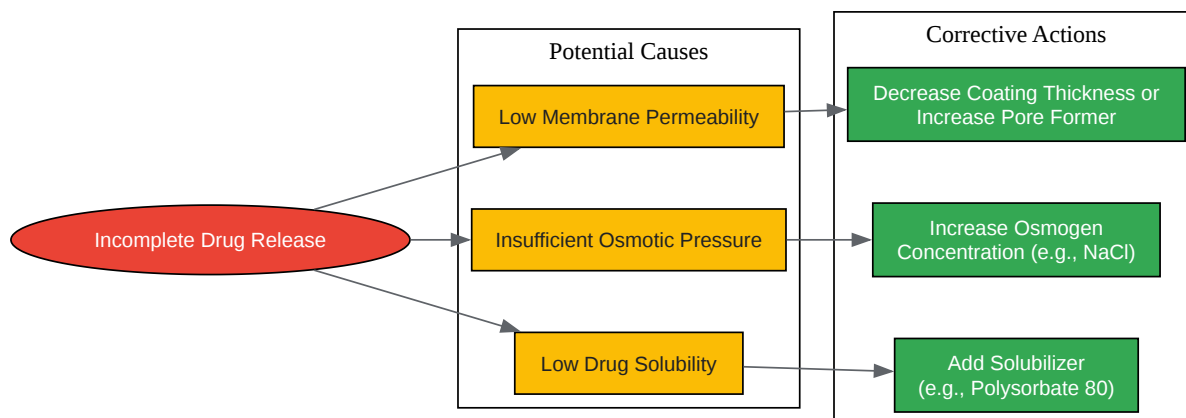 Incomplete Drug Release
Potential Causes
Low Membrane Permeability
Insufficient Osmotic Pressure
Low Drug Solubility
Corrective Actions
Decrease Coating Thickness or
Increase Pore Former
Increase Osmogen
Concentration (e.g., NaCl)
Add Solubilizer
(e.g., Polysorbate 80)